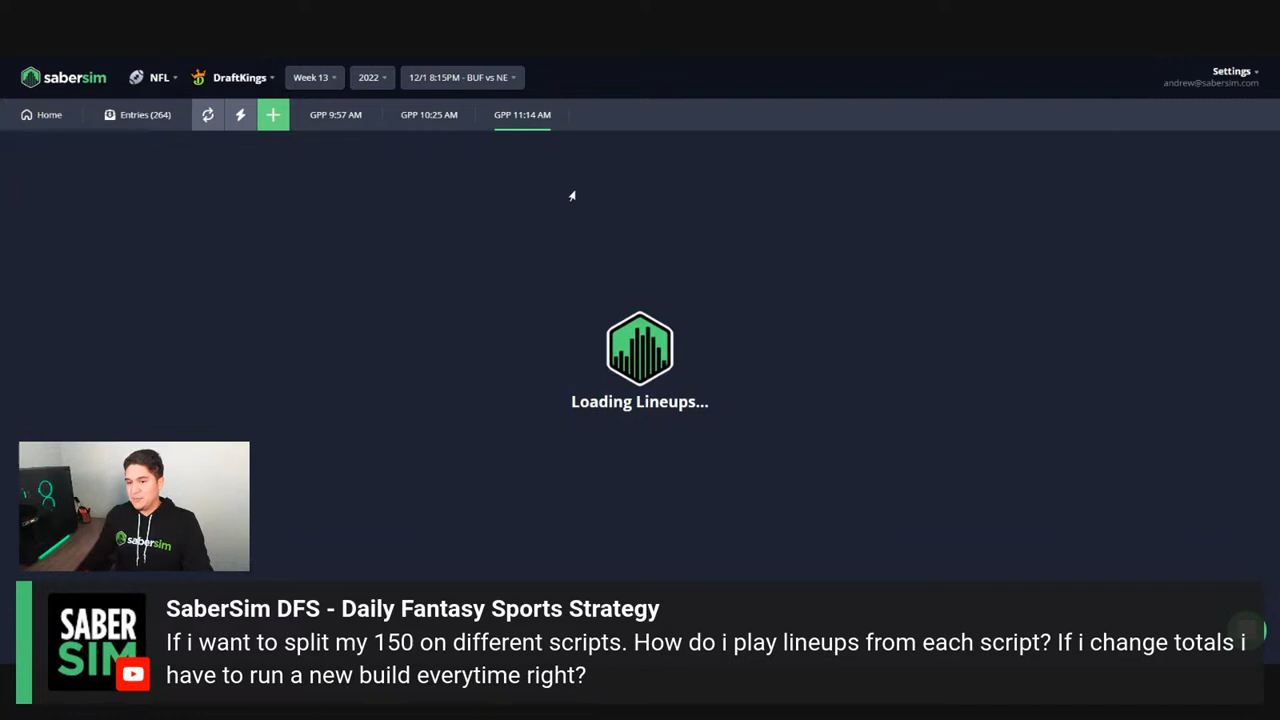 sabersim NFL DraftKings Week 13 2022 12/1 8:15PM - BUF vs NE Settings
andrew@sabersim.com
Home Entries (264) GPP 9:57 AM GPP 10:25 AM GPP 11:14 AM
Loading Lineups...
sabersim
SABER
SIM
SaberSim DFS - Daily Fantasy Sports Strategy
If i want to split my 150 on different scripts. How do i play lineups from each script? If i change totals i
have to run a new build everytime right?